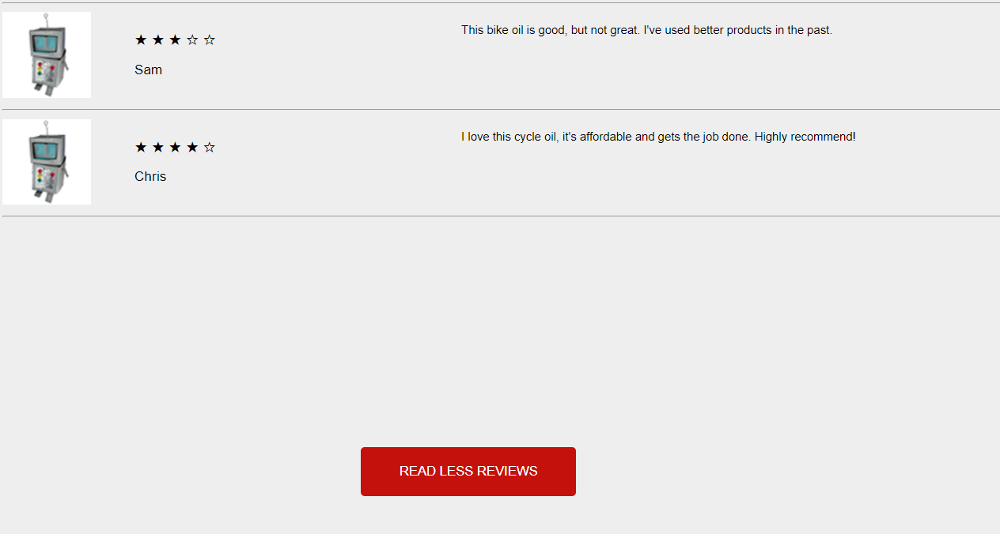 ★ ★ ★ ☆ ☆
This bike oil is good, but not great. I've used better products in the past.
Sam
★ ★ ★ ★ ☆
I love this cycle oil, it's affordable and gets the job done. Highly recommend!
Chris
READ LESS REVIEWS